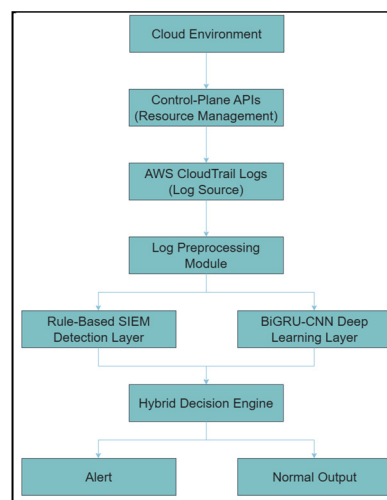 Cloud Environment
Control-Plane APIs
(Resource Management)
AWS CloudTrail Logs
(Log Source)
Log Preprocessing
Module
Rule-Based SIEM
Detection Layer
BiGRU-CNN Deep
Learning Layer
Hybrid Decision Engine
Alert
Normal Output